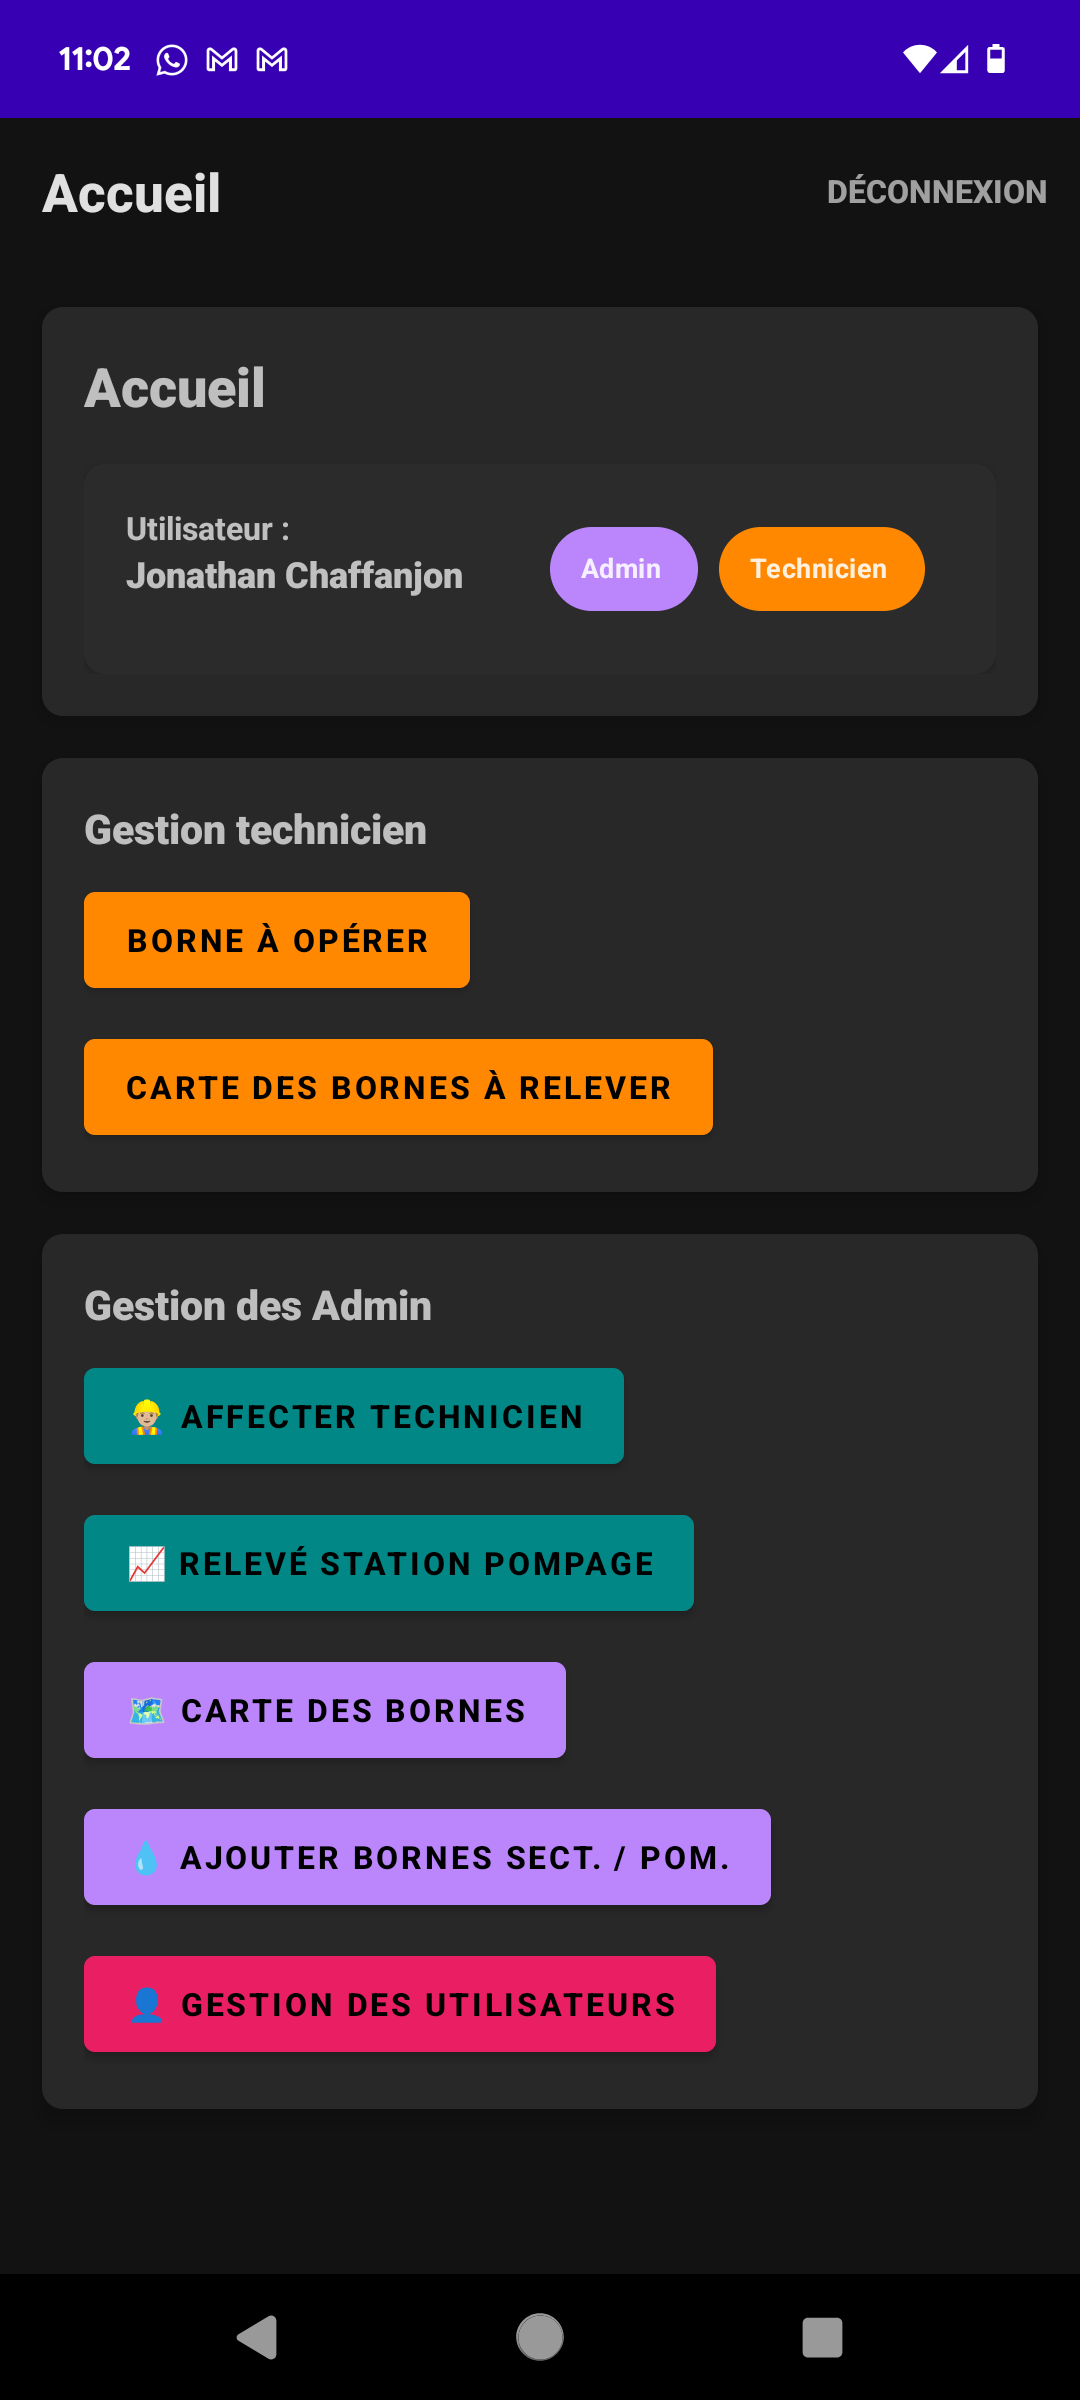 11:02
Accueil
DÉCONNEXION
Accueil
Utilisateur :
Jonathan Chaffanjon
Admin
Technicien
Gestion technicien
BORNE À OPÉRER
CARTE DES BORNES À RELEVER
Gestion des Admin
👷🏼 AFFECTER TECHNICIEN
📈 RELEVÉ STATION POMPAGE
🗺️ CARTE DES BORNES
💧 AJOUTER BORNES SECT. / POM.
👤 GESTION DES UTILISATEURS